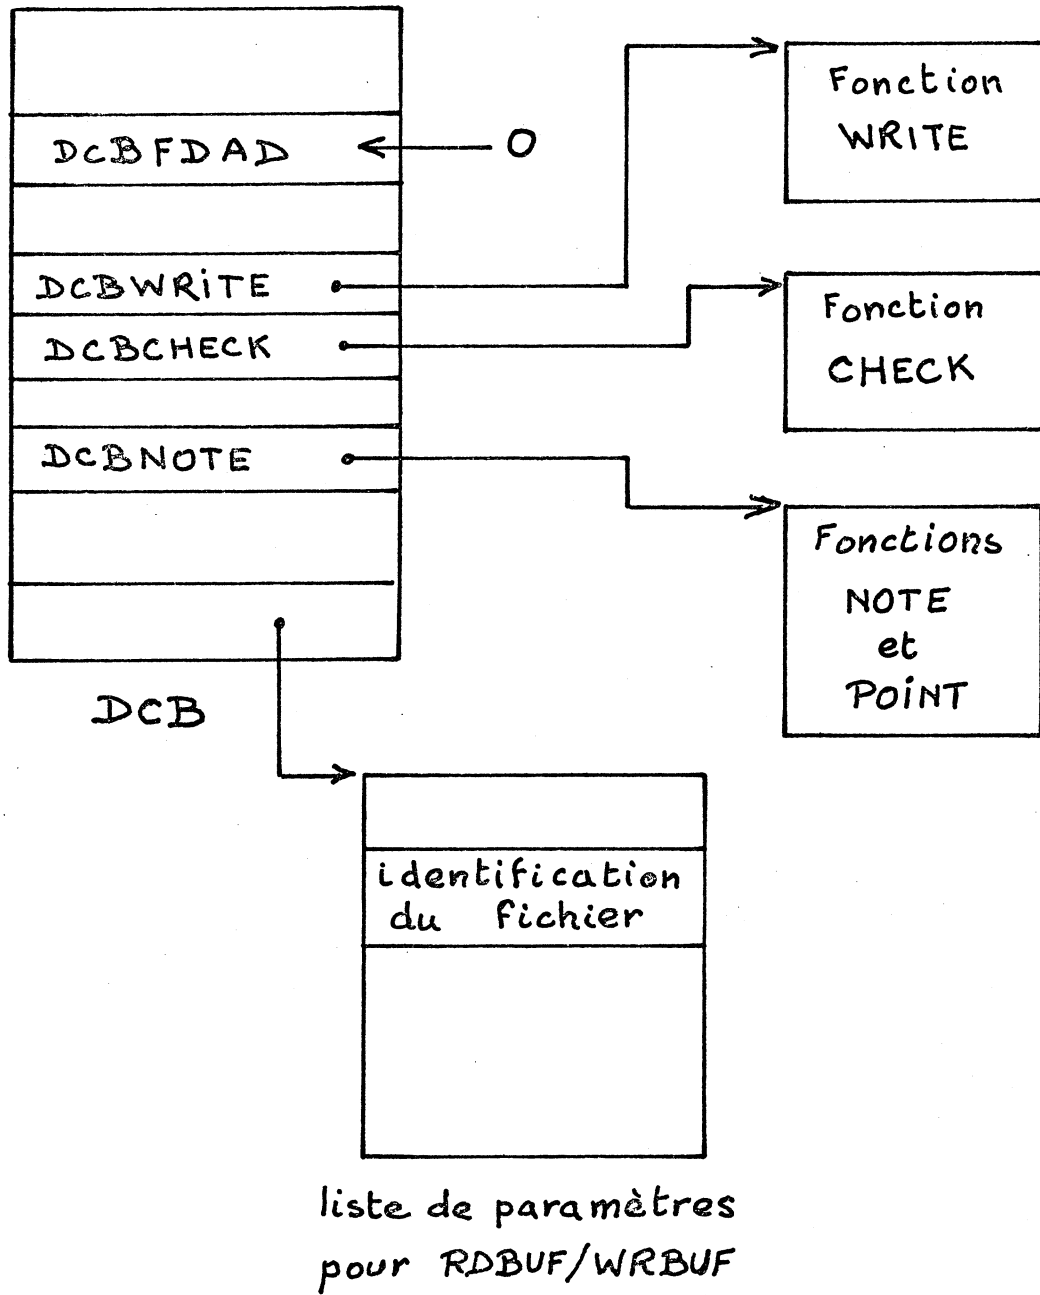 DCBFDAD
0
DCBWRITE
DCBCHECK
DCBNOTE
DCB
Fonction
WRITE
Fonction
CHECK
Fonctions
NOTE
et
POINT
identification
du fichier
liste de paramètres
pour RDBUF/WRBUF